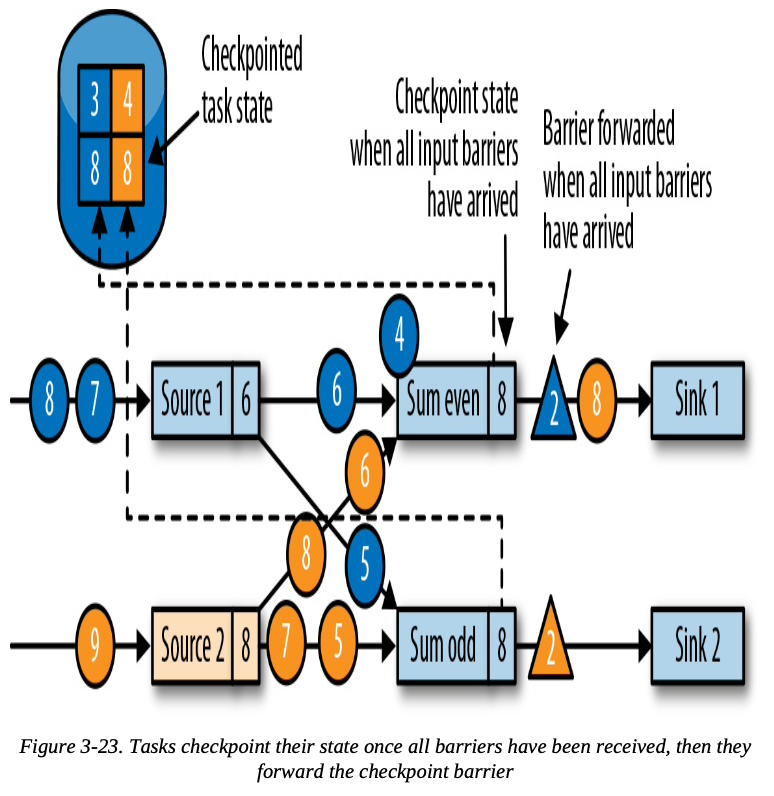 Checkpointed
task state
3 4
8 8
Checkpoint state
when all input barriers
have arrived
Barrier forwarded
when all input barriers
have arrived
4
8 7 Source 1 6 6 Sum even 8 2 8 Sink 1
6
8 5
9 Source 2 8 7 5 Sum odd 8 2 Sink 2
Figure 3-23. Tasks checkpoint their state once all barriers have been received, then they
forward the checkpoint barrier